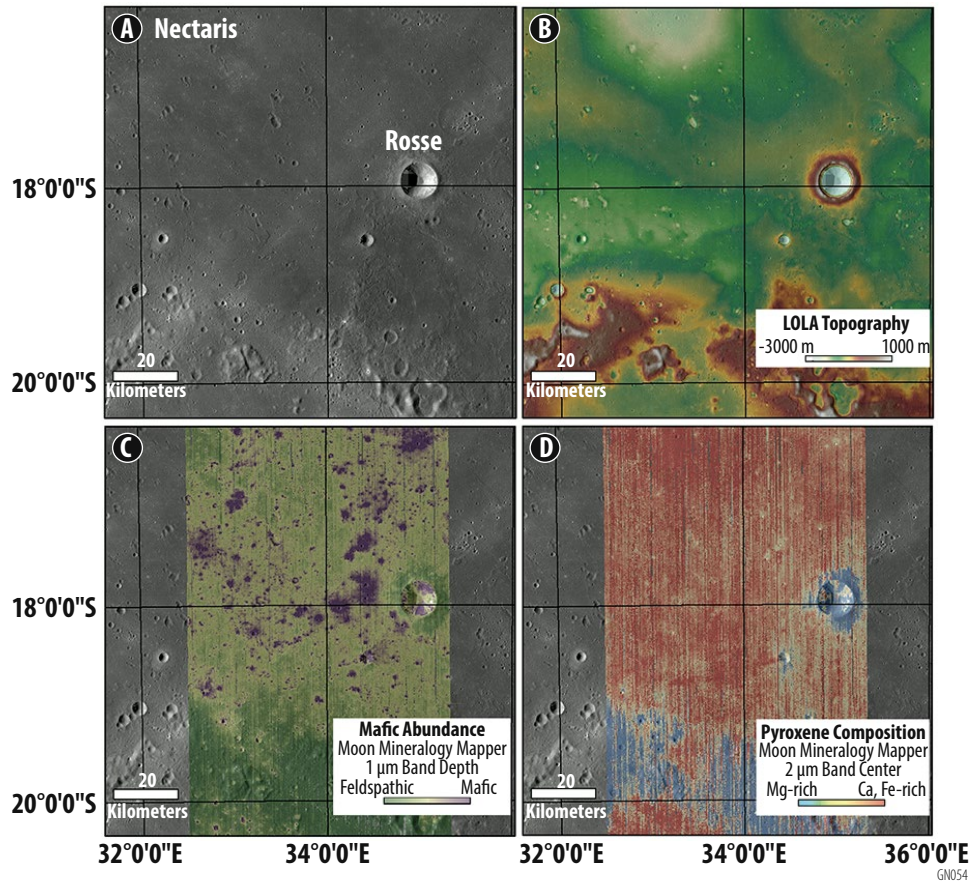 A Nectaris
Rosse
18°0'0"S
20
Kilometers
20°0'0"S
B
LOLA Topography
-3000 m 1000 m
20
Kilometers
C
18°0'0"S
Mafic Abundance
Moon Mineralogy Mapper
1 µm Band Depth
Feldspathic Mafic
20
Kilometers
20°0'0"S
D
Pyroxene Composition
Moon Mineralogy Mapper
2 µm Band Center
Mg-rich Ca, Fe-rich
20
Kilometers
32°0'0"E 34°0'0"E 32°0'0"E 34°0'0"E 36°0'0"E
GN054